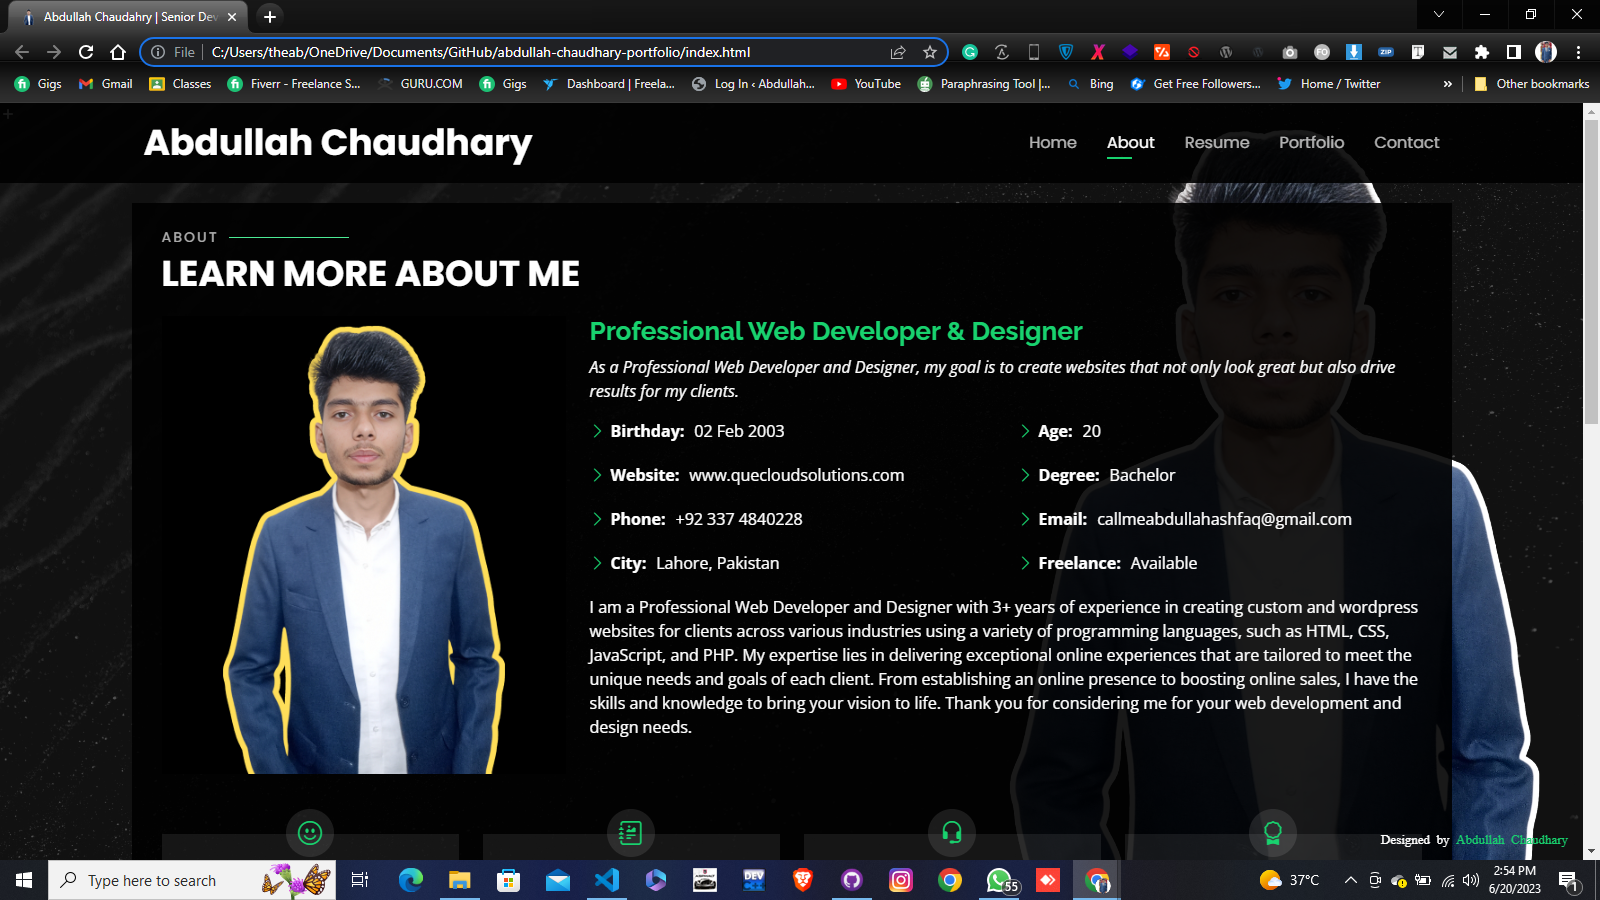 Abdullah Chaudahry | Senior Dev
File
C:/Users/theab/OneDrive/Documents/GitHub/abdullah-chaudhary-portfolio/index.html
Gigs
Gmail
Classes
Fiverr - Freelance S...
GURU.COM
Gigs
Dashboard | Freela...
Log In ‹ Abdullah...
YouTube
Paraphrasing Tool |...
Bing
Get Free Followers...
Home / Twitter
»
Other bookmarks
Abdullah Chaudhary
Home
About
Resume
Portfolio
Contact
ABOUT
LEARN MORE ABOUT ME
Professional Web Developer & Designer
As a Professional Web Developer and Designer, my goal is to create websites that not only look great but also drive
results for my clients.
Birthday: 02 Feb 2003
Age: 20
Website: www.quecloudsolutions.com
Degree: Bachelor
Phone: +92 337 4840228
Email: callmeabdullahashfaq@gmail.com
City: Lahore, Pakistan
Freelance: Available
I am a Professional Web Developer and Designer with 3+ years of experience in creating custom and wordpress
websites for clients across various industries using a variety of programming languages, such as HTML, CSS,
JavaScript, and PHP. My expertise lies in delivering exceptional online experiences that are tailored to meet the
unique needs and goals of each client. From establishing an online presence to boosting online sales, I have the
skills and knowledge to bring your vision to life. Thank you for considering me for your web development and
design needs.
Designed by Abdullah Chaudhary
Type here to search
DEV
55
37°C
2:54 PM
6/20/2023
1